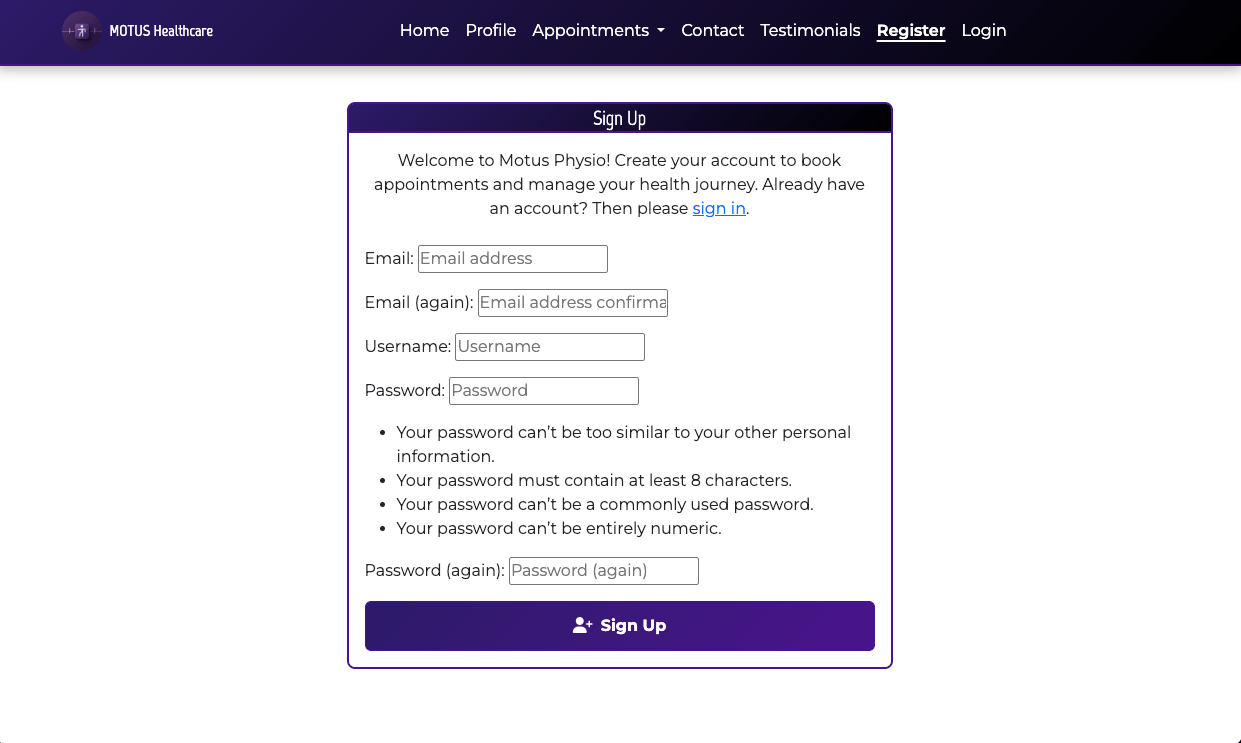 MOTUS Healthcare
Home Profile Appointments Contact Testimonials Register Login
Sign Up
Welcome to Motus Physio! Create your account to book
appointments and manage your health journey. Already have
an account? Then please sign in.
Email: Email address
Email (again): Email address confirma
Username: Username
Password: Password
• Your password can’t be too similar to your other personal
information.
• Your password must contain at least 8 characters.
• Your password can’t be a commonly used password.
• Your password can’t be entirely numeric.
Password (again): Password (again)
Sign Up